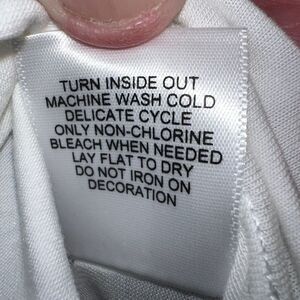 TURN INSIDE OUT
MACHINE WASH COLD
DELICATE CYCLE
ONLY NON-CHLORINE
BLEACH WHEN NEEDED
LAY FLAT TO DRY
DO NOT IRON ON
DECORATION